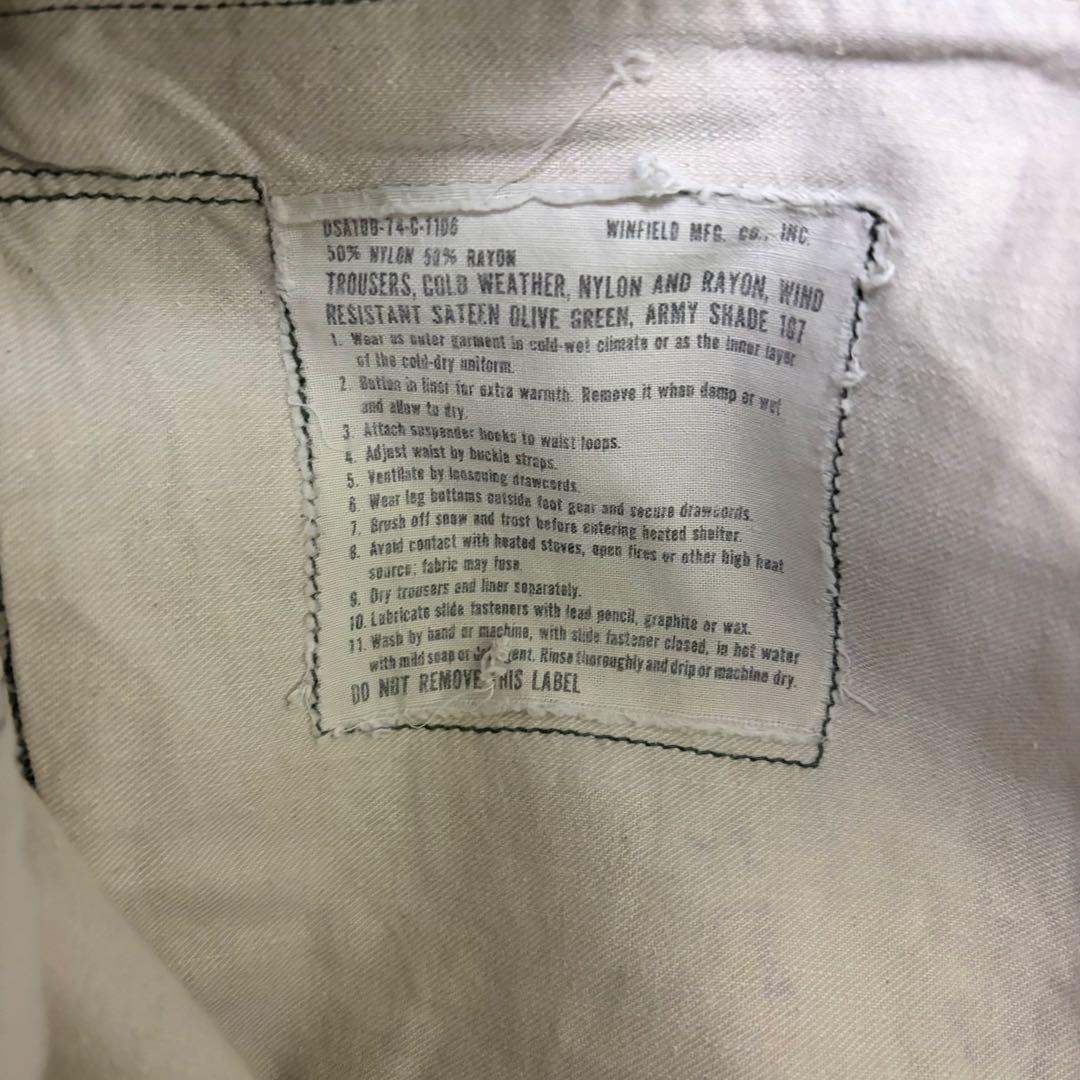 DSA100-74-C-1106 WINFIELD MFG. CO., INC.
50% NYLON 50% RAYON
TROUSERS, COLD WEATHER, NYLON AND RAYON, WIND
RESISTANT SATEEN OLIVE GREEN, ARMY SHADE 107
1. Wear as outer garment in cold-wet climate or as the inner layer
of the cold-dry uniform.
2. Button in liner for extra warmth. Remove it when damp or wet
and allow to dry.
3. Attach suspender hooks to waist loops.
4. Adjust waist by buckle straps.
5. Ventilate by loosening drawcords.
6. Wear leg bottoms outside foot gear and secure drawcords.
7. Brush off snow and frost before entering heated shelter.
8. Avoid contact with heated stoves, open fires or other high heat
source; fabric may fuse.
9. Dry trousers and liner separately.
10. Lubricate slide fasteners with lead pencil, graphite or wax.
11. Wash by hand or machine, with slide fastener closed, in hot water
with mild soap or detergent. Rinse thoroughly and drip or machine dry.
DO NOT REMOVE THIS LABEL